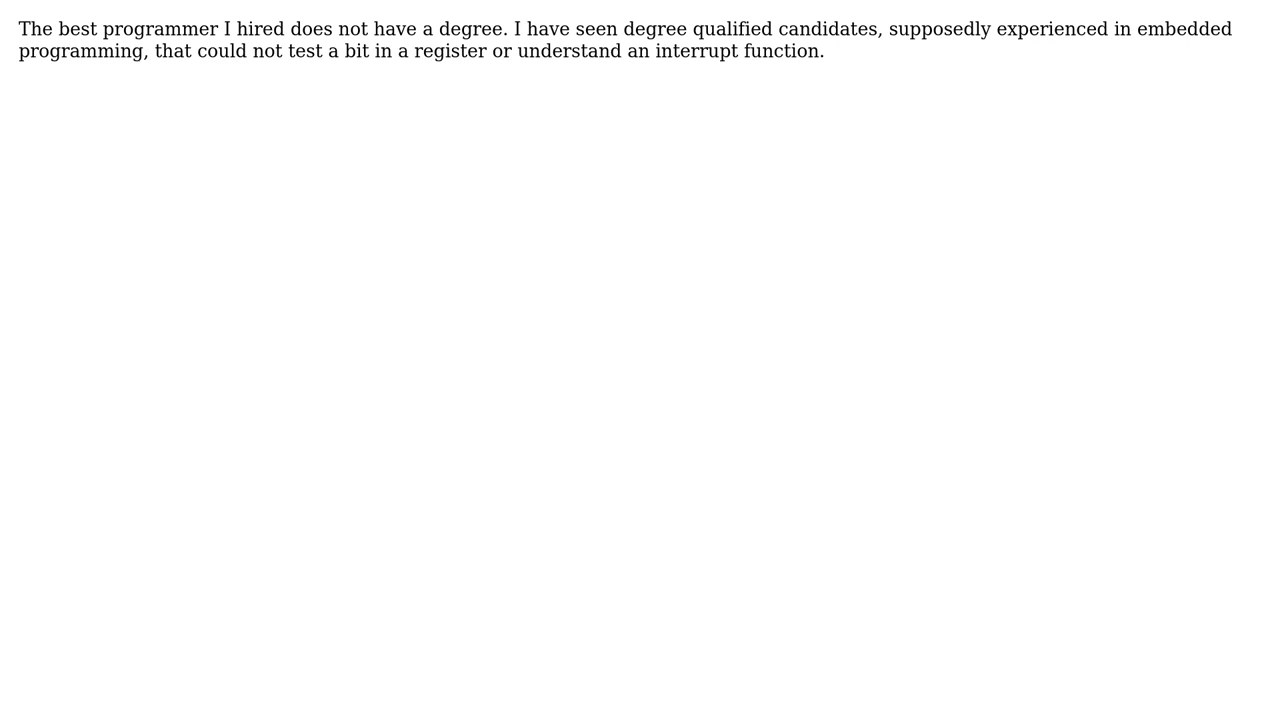 The best programmer I hired does not have a degree. I have seen degree qualified candidates, supposedly experienced in embedded
programming, that could not test a bit in a register or understand an interrupt function.